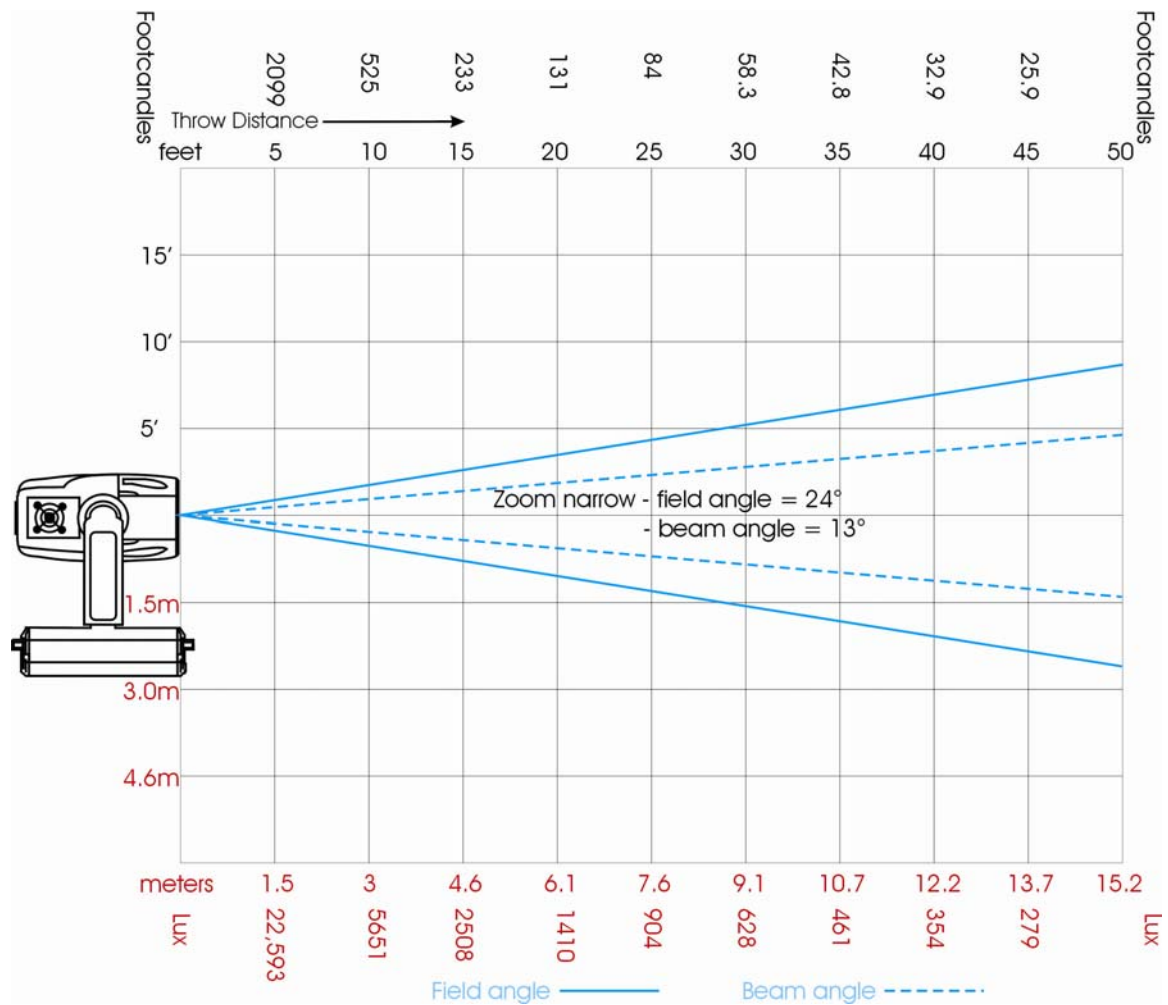 Footcandles 2099 525 233 131 84 58.3 42.8 32.9 25.9 Footcandles
Throw Distance
feet 5 10 15 20 25 30 35 40 45 50
15’
10’
5’
Zoom narrow - field angle = 24°
- beam angle = 13°
1.5m
3.0m
4.6m
meters 1.5 3 4.6 6.1 7.6 9.1 10.7 12.2 13.7 15.2
Lux 22,593 5651 2508 1410 904 628 461 354 279 Lux
Field angle Beam angle